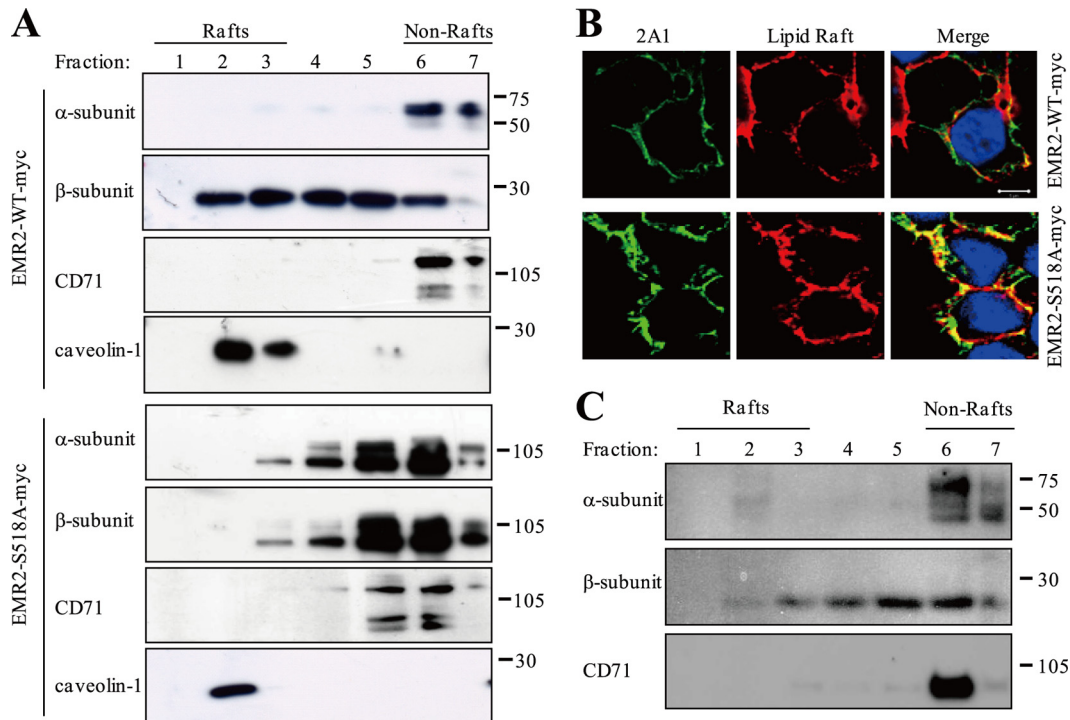 A
Rafts
Non-Rafts
Fraction: 1 2 3 4 5 6 7
EMR2-WT-myc
α-subunit
75
50
β-subunit
30
CD71
105
caveolin-1
30
EMR2-S518A-myc
α-subunit
105
β-subunit
105
CD71
105
caveolin-1
30
B
2A1 Lipid Raft Merge
EMR2-WT-myc
EMR2-S518A-myc
C
Rafts
Non-Rafts
Fraction: 1 2 3 4 5 6 7
α-subunit
75
50
β-subunit
30
CD71
105